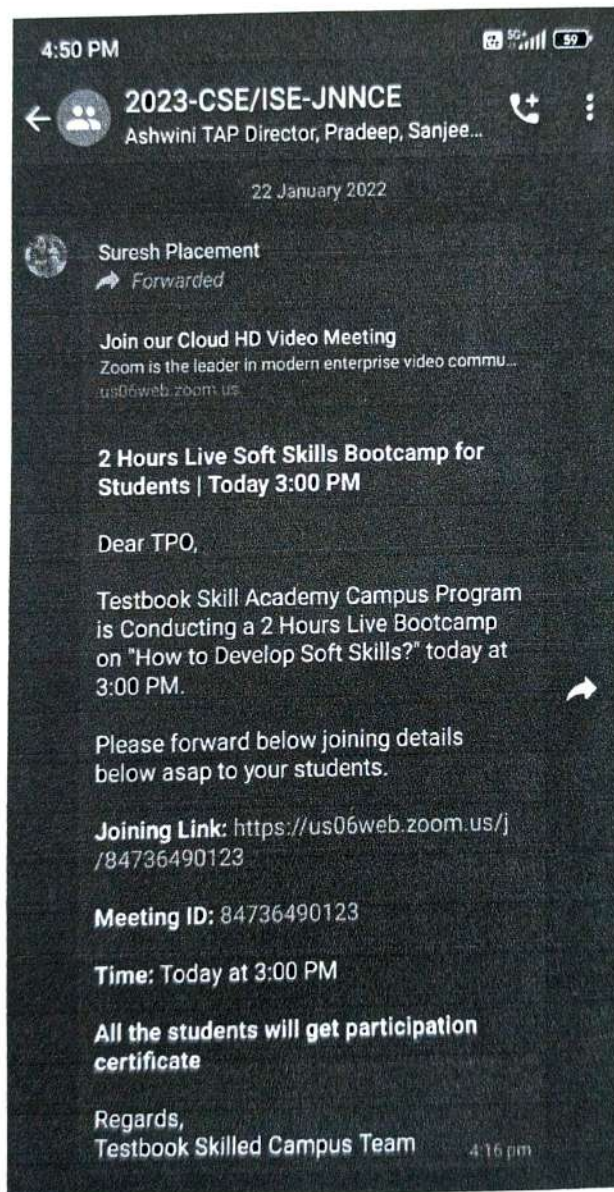 4:50 PM
5G+
59
2023-CSE/ISE-JNNCE
Ashwini TAP Director, Pradeep, Sanjee...
22 January 2022
Suresh Placement
Forwarded
Join our Cloud HD Video Meeting
Zoom is the leader in modern enterprise video commu...
us06web.zoom.us
2 Hours Live Soft Skills Bootcamp for
Students | Today 3:00 PM
Dear TPO,
Testbook Skill Academy Campus Program
is Conducting a 2 Hours Live Bootcamp
on "How to Develop Soft Skills?" today at
3:00 PM.
Please forward below joining details
below asap to your students.
Joining Link: https://us06web.zoom.us/j
/84736490123
Meeting ID: 84736490123
Time: Today at 3:00 PM
All the students will get participation
certificate
Regards,
Testbook Skilled Campus Team
4:16 pm